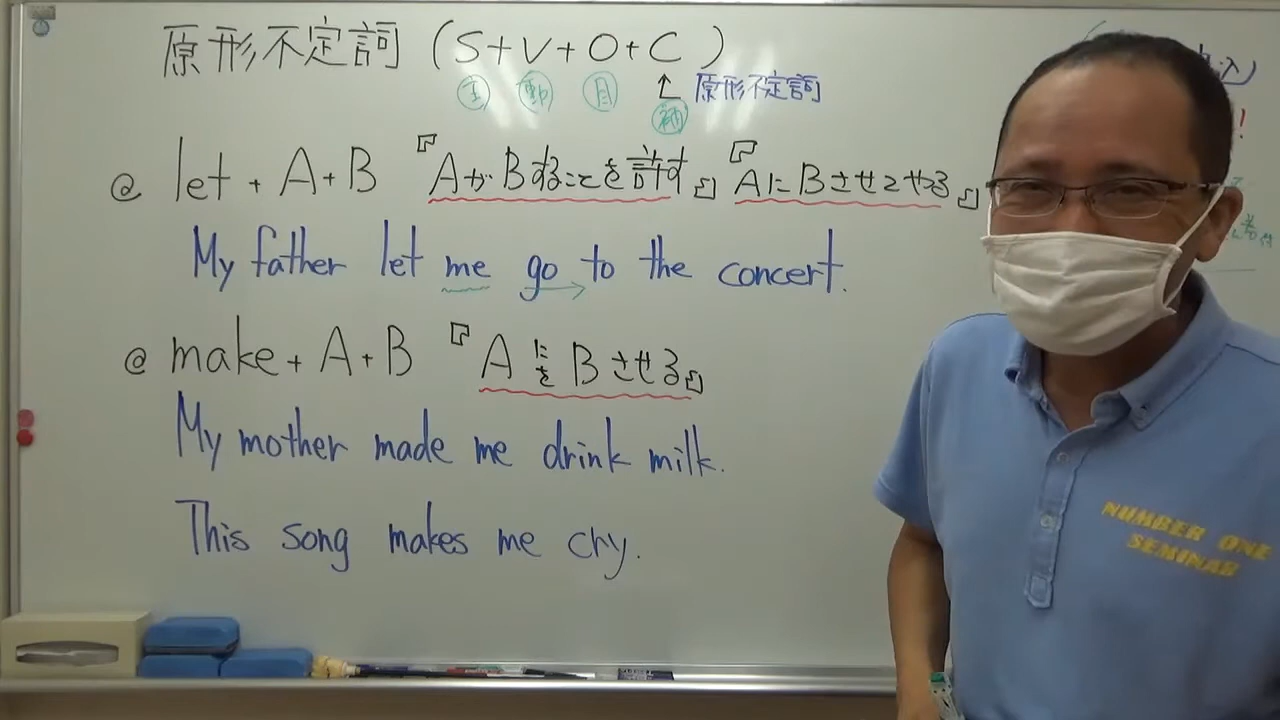 原形不定詞 (S+V+O+C)
主 動 目 補 ↑ 原形不定詞
@ let + A + B 『AがBすることを許す』『AにBさせてやる』
My father let me go to the concert.
@ make + A + B 『AにをBさせる』
My mother made me drink milk.
This song makes me cry.
NUMBER ONE
SEMINAR